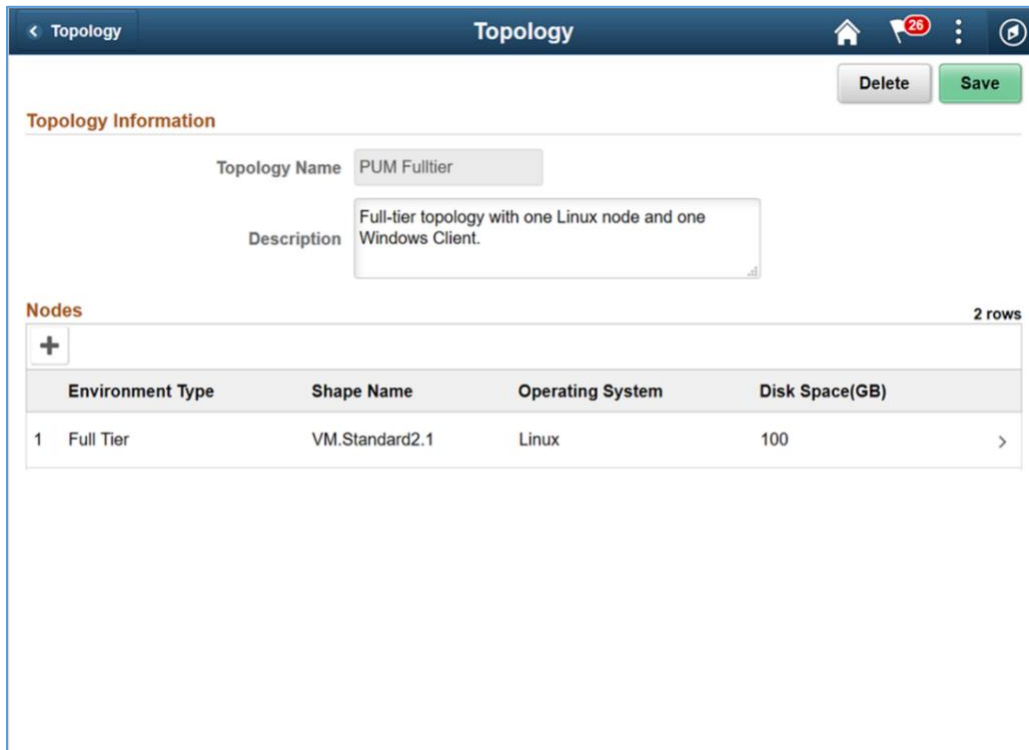 Topology
Topology
26
Delete
Save
Topology Information
Topology Name PUM Fulltier
Description Full-tier topology with one Linux node and one
Windows Client.
Nodes
2 rows
+
Environment Type Shape Name Operating System Disk Space(GB)
1 Full Tier VM.Standard2.1 Linux 100